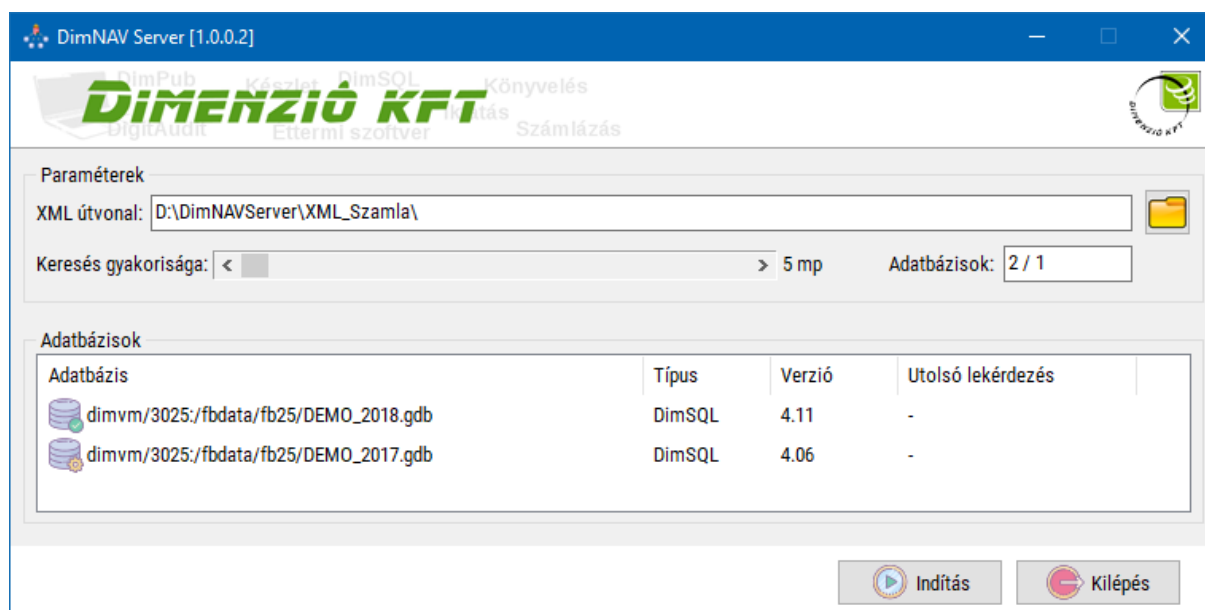 DimNAV Server [1.0.0.2]
DimPub Készlet DimSQL Könyvelés
DIMENZIÓ KFT
DigitAudit Éttermi szoftver Számlázás
DIMENZIÓ KFT
Paraméterek
XML útvonal: D:\DimNAVServer\XML_Szamla\
Keresés gyakorisága: < > 5 mp Adatbázisok: 2 / 1
Adatbázisok
Adatbázis Típus Verzió Utolsó lekérdezés
dimvm/3025:/fbdata/fb25/DEMO_2018.gdb DimSQL 4.11 -
dimvm/3025:/fbdata/fb25/DEMO_2017.gdb DimSQL 4.06 -
Indítás Kilépés